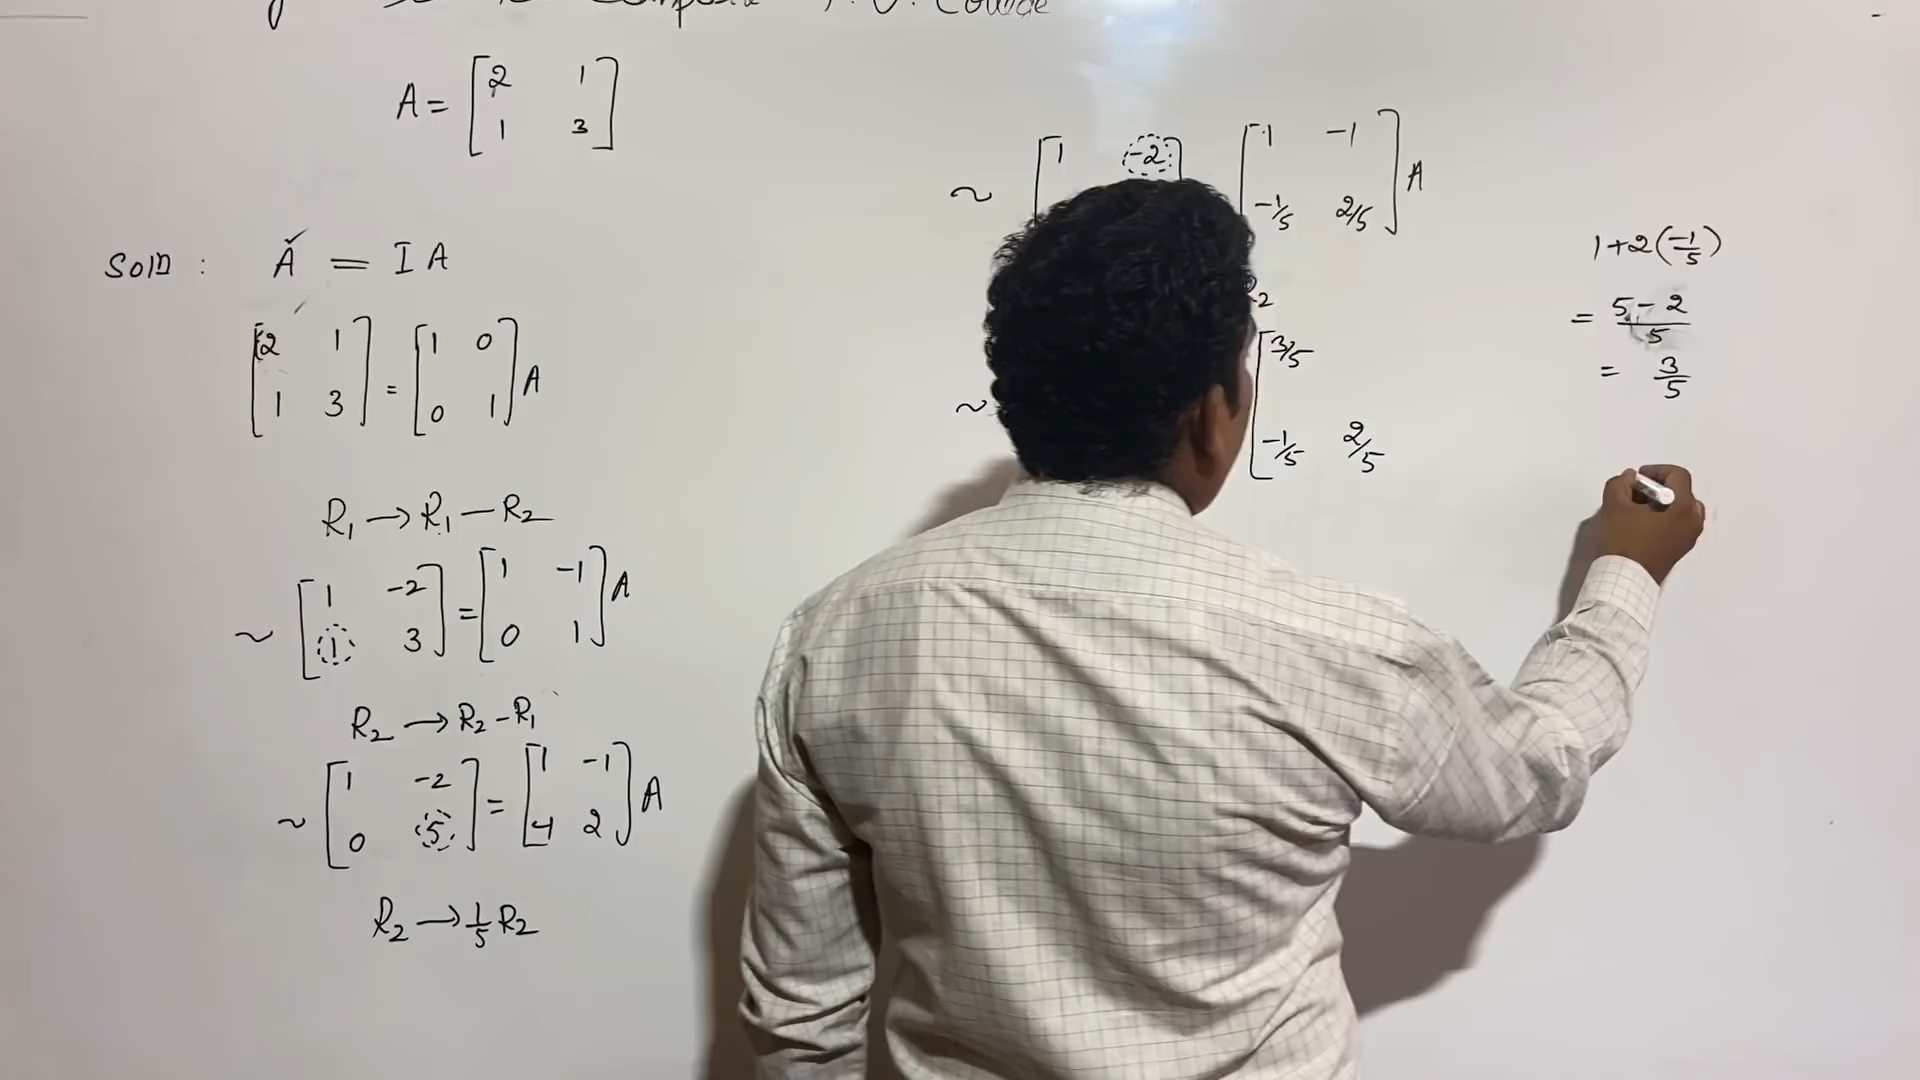 A = [2 1
1 3]
Soln : A = I A
[2 1
1 3] = [1 0
0 1] A
R₁ → R₁ — R₂
~ [1 -2
1 3] = [1 -1
0 1] A
R₂ → R₂ - R₁
~ [1 -2
0 5] = [1 -1
-1 2] A
R₂ → 1/5 R₂
~ [1 -2] [1 -1
-1/5 2/5] A
2
~ [3/5
-1/5 2/5
1+2(-1/5)
= 5-2/5
= 3/5